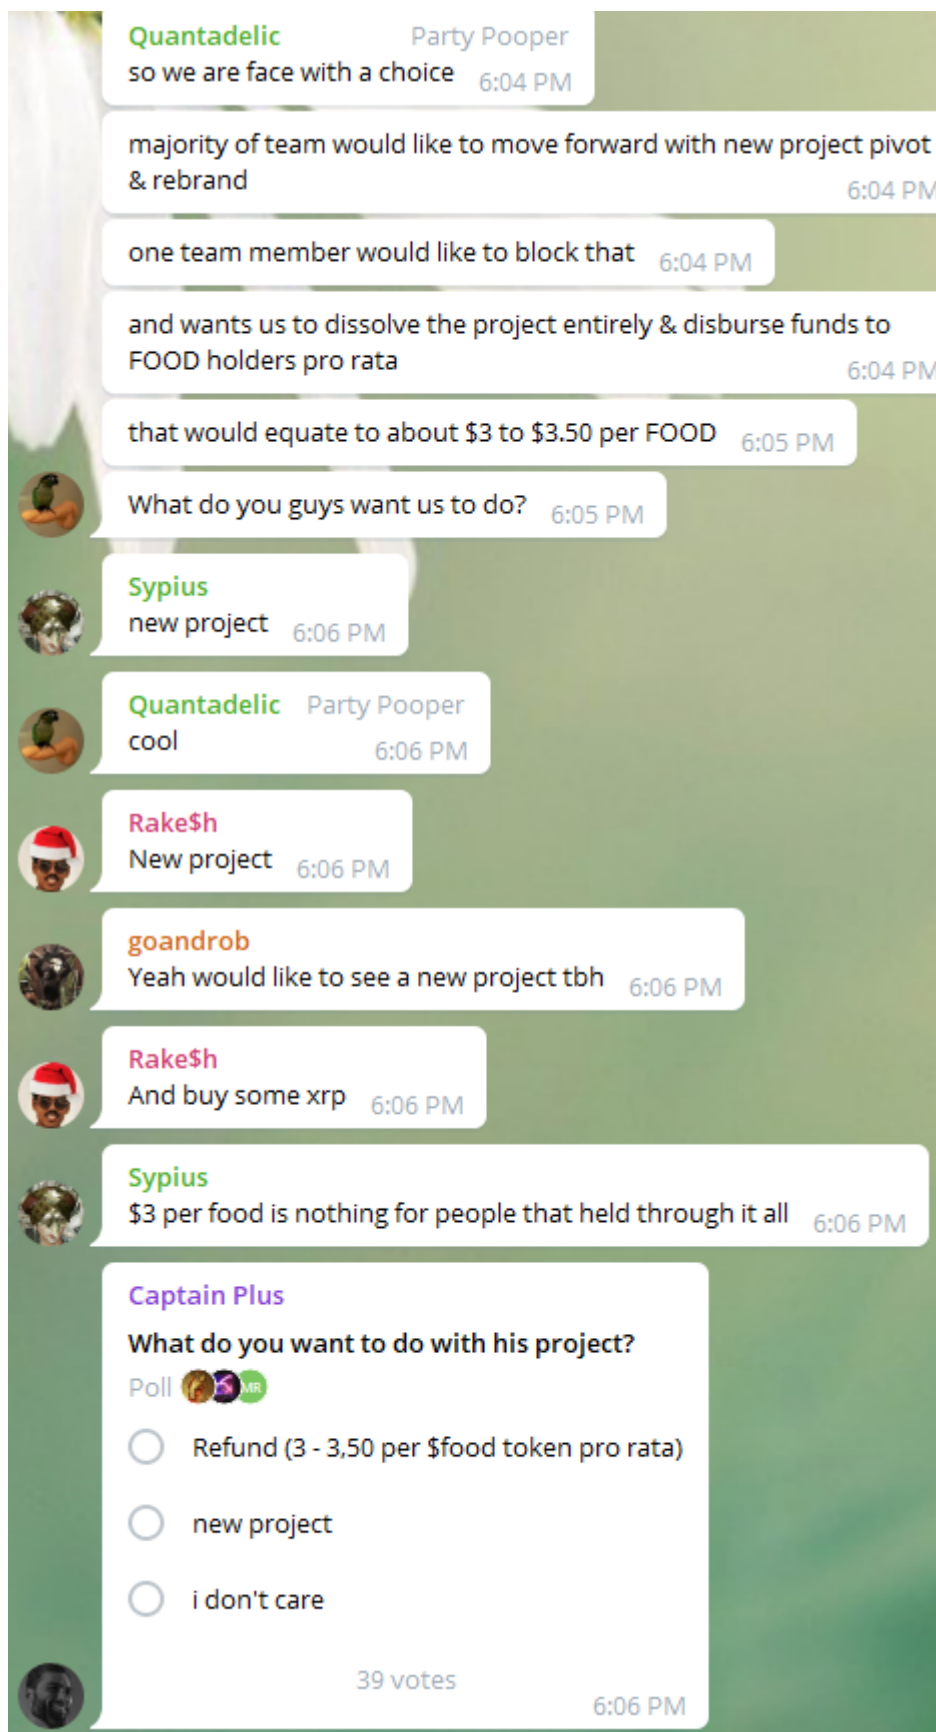 Quantadelic Party Pooper
so we are face with a choice 6:04 PM
majority of team would like to move forward with new project pivot
& rebrand 6:04 PM
one team member would like to block that 6:04 PM
and wants us to dissolve the project entirely & disburse funds to
FOOD holders pro rata 6:04 PM
that would equate to about $3 to $3.50 per FOOD 6:05 PM
What do you guys want us to do? 6:05 PM
Sypius
new project 6:06 PM
Quantadelic Party Pooper
cool 6:06 PM
Rake$h
New project 6:06 PM
goandrob
Yeah would like to see a new project tbh 6:06 PM
Rake$h
And buy some xrp 6:06 PM
Sypius
$3 per food is nothing for people that held through it all 6:06 PM
Captain Plus
What do you want to do with his project?
Poll MR
Refund (3 - 3,50 per $food token pro rata)
new project
i don't care
39 votes
6:06 PM